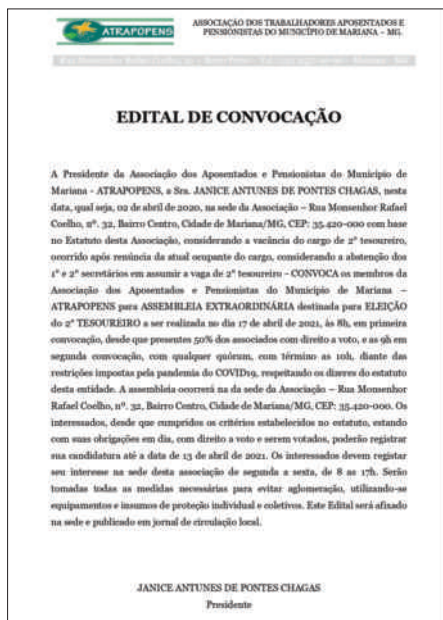 ATRAPOPENS
ASSOCIAÇÃO DOS TRABALHADORES APOSENTADOS E
PENSIONISTAS DO MUNICÍPIO DE MARIANA – MG.
EDITAL DE CONVOCAÇÃO
A Presidente da Associação dos Aposentados e Pensionistas do Município de
Mariana - ATRAPOPENS, a Sra. JANICE ANTUNES DE PONTES CHAGAS, nesta
data, qual seja, 02 de abril de 2020, na sede da Associação – Rua Monsenhor Rafael
Coelho, nº. 32, Bairro Centro, Cidade de Mariana/MG, CEP: 35.420-000 com base
no Estatuto desta Associação, considerando a vacância do cargo de 2º tesoureiro,
ocorrido após renúncia da atual ocupante do cargo, considerando a abstenção dos
1º e 2º secretários em assumir a vaga de 2º tesoureiro - CONVOCA os membros da
Associação dos Aposentados e Pensionistas do Município de Mariana –
ATRAPOPENS para ASSEMBLEIA EXTRAORDINÁRIA destinada para ELEIÇÃO
do 2º TESOUREIRO a ser realizada no dia 17 de abril de 2021, às 8h, em primeira
convocação, desde que presentes 50% dos associados com direito a voto, e as 9h em
segunda convocação, com qualquer quórum, com término as 10h, diante das
restrições impostas pela pandemia do COVID19, respeitando os dizeres do estatuto
desta entidade. A assembleia ocorrerá na da sede da Associação – Rua Monsenhor
Rafael Coelho, nº. 32, Bairro Centro, Cidade de Mariana/MG, CEP: 35.420-000. Os
interessados, desde que cumpridos os critérios estabelecidos no estatuto, estando
com suas obrigações em dia, com direito a voto e serem votados, poderão registrar
sua candidatura até a data de 13 de abril de 2021. Os interessados devem registar
seu interesse na sede desta associação de segunda a sexta, de 8 as 17h. Serão
tomadas todas as medidas necessárias para evitar aglomeração, utilizando-se
equipamentos e insumos de proteção individual e coletivos. Este Edital será afixado
na sede e publicado em jornal de circulação local.
JANICE ANTUNES DE PONTES CHAGAS
Presidente